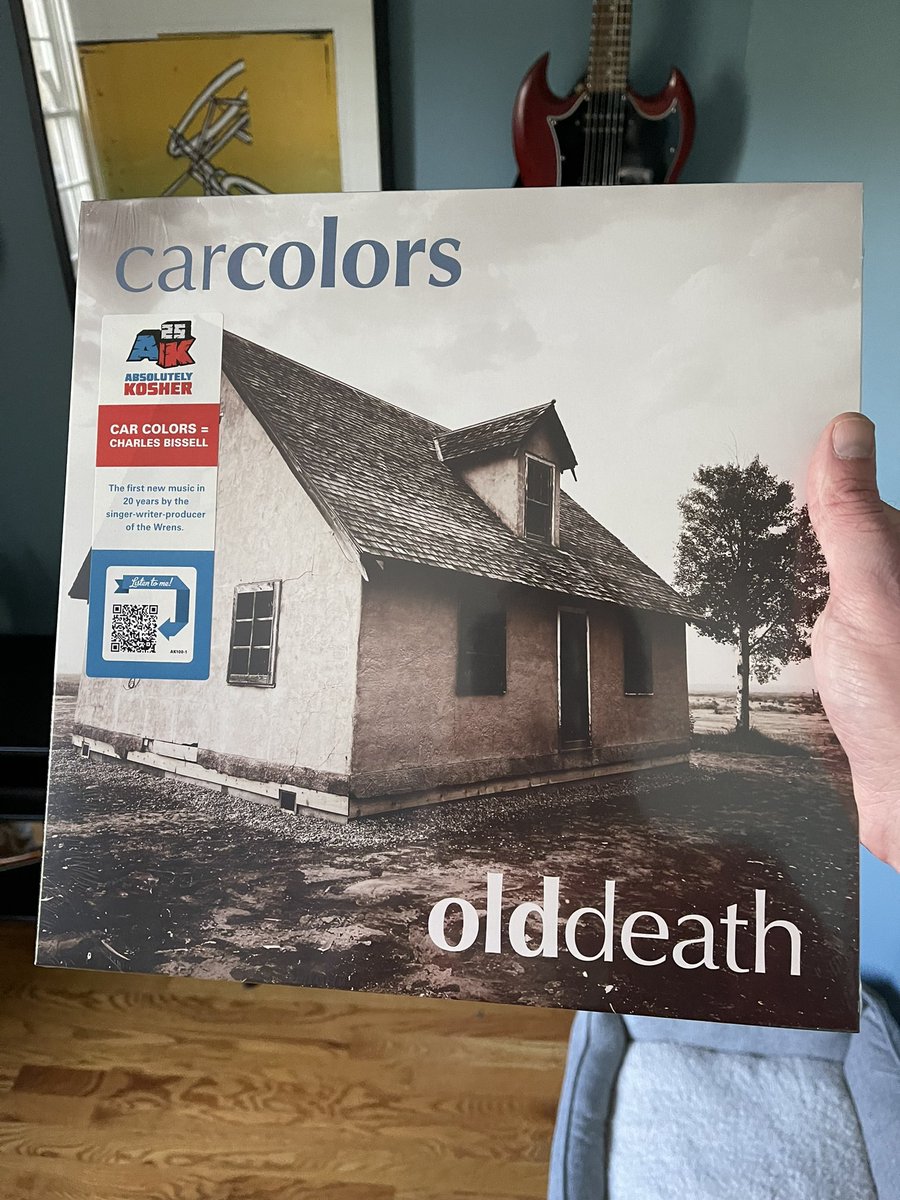 carcolors
25
AK
ABSOLUTELY
KOSHER
CAR COLORS =
CHARLES BISSELL
The first new music in
20 years by the
singer-writer-producer
of the Wrens.
Listen to me!
AK100-1
olddeath